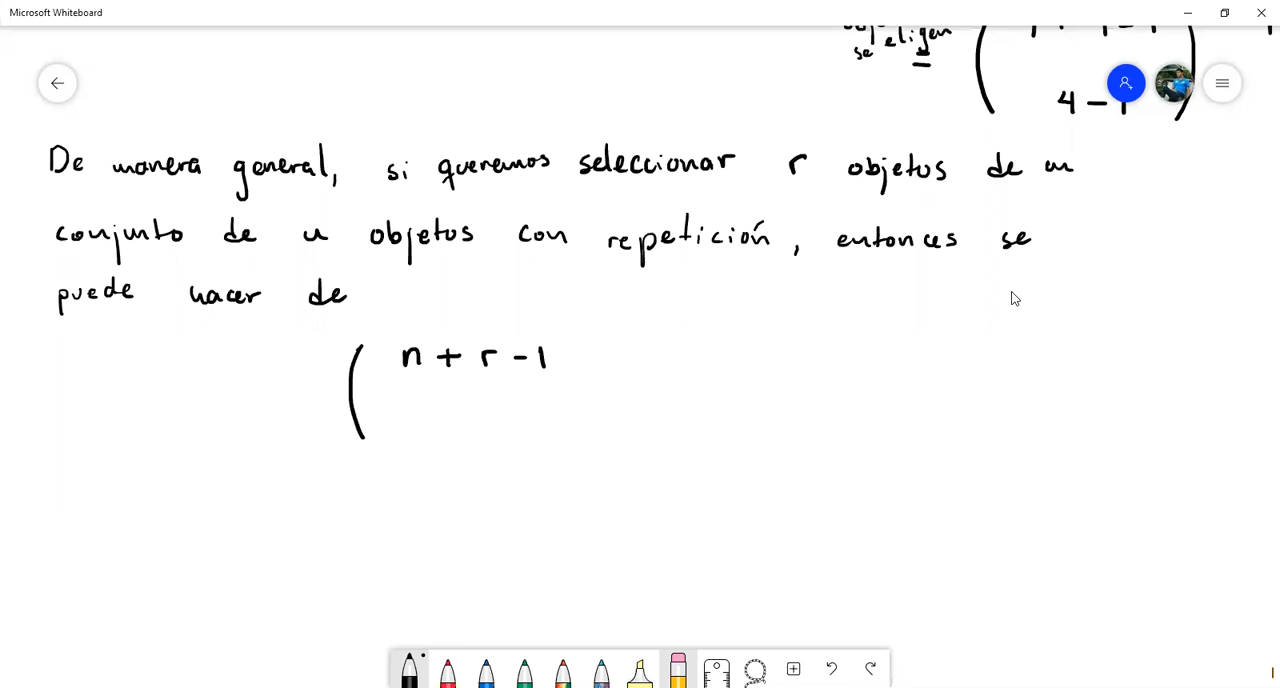 Microsoft Whiteboard
se eligen
4 - 1
De manera general, si queremos seleccionar r objetos de un
conjunto de n objetos con repetición, entonces se
puede hacer de
( n + r - 1